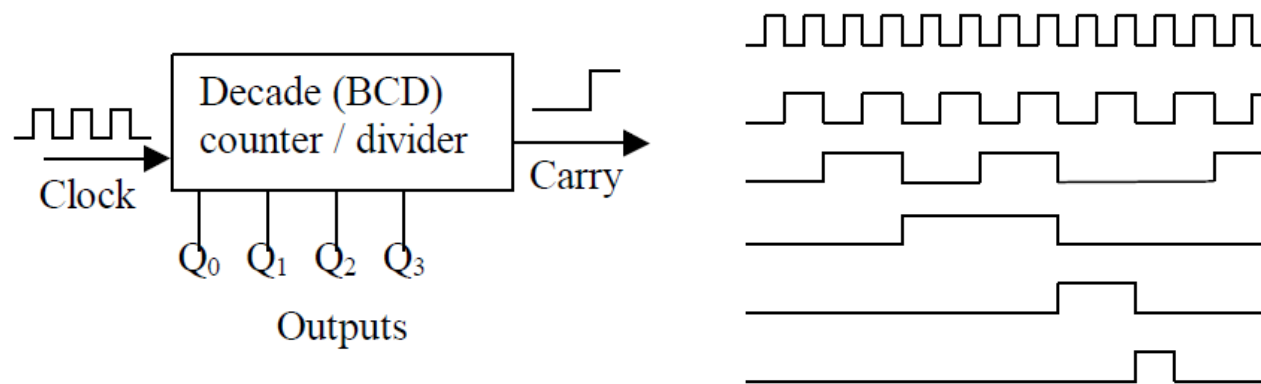 Decade (BCD)
counter / divider
Clock
Carry
Q₀ Q₁ Q₂ Q₃
Outputs